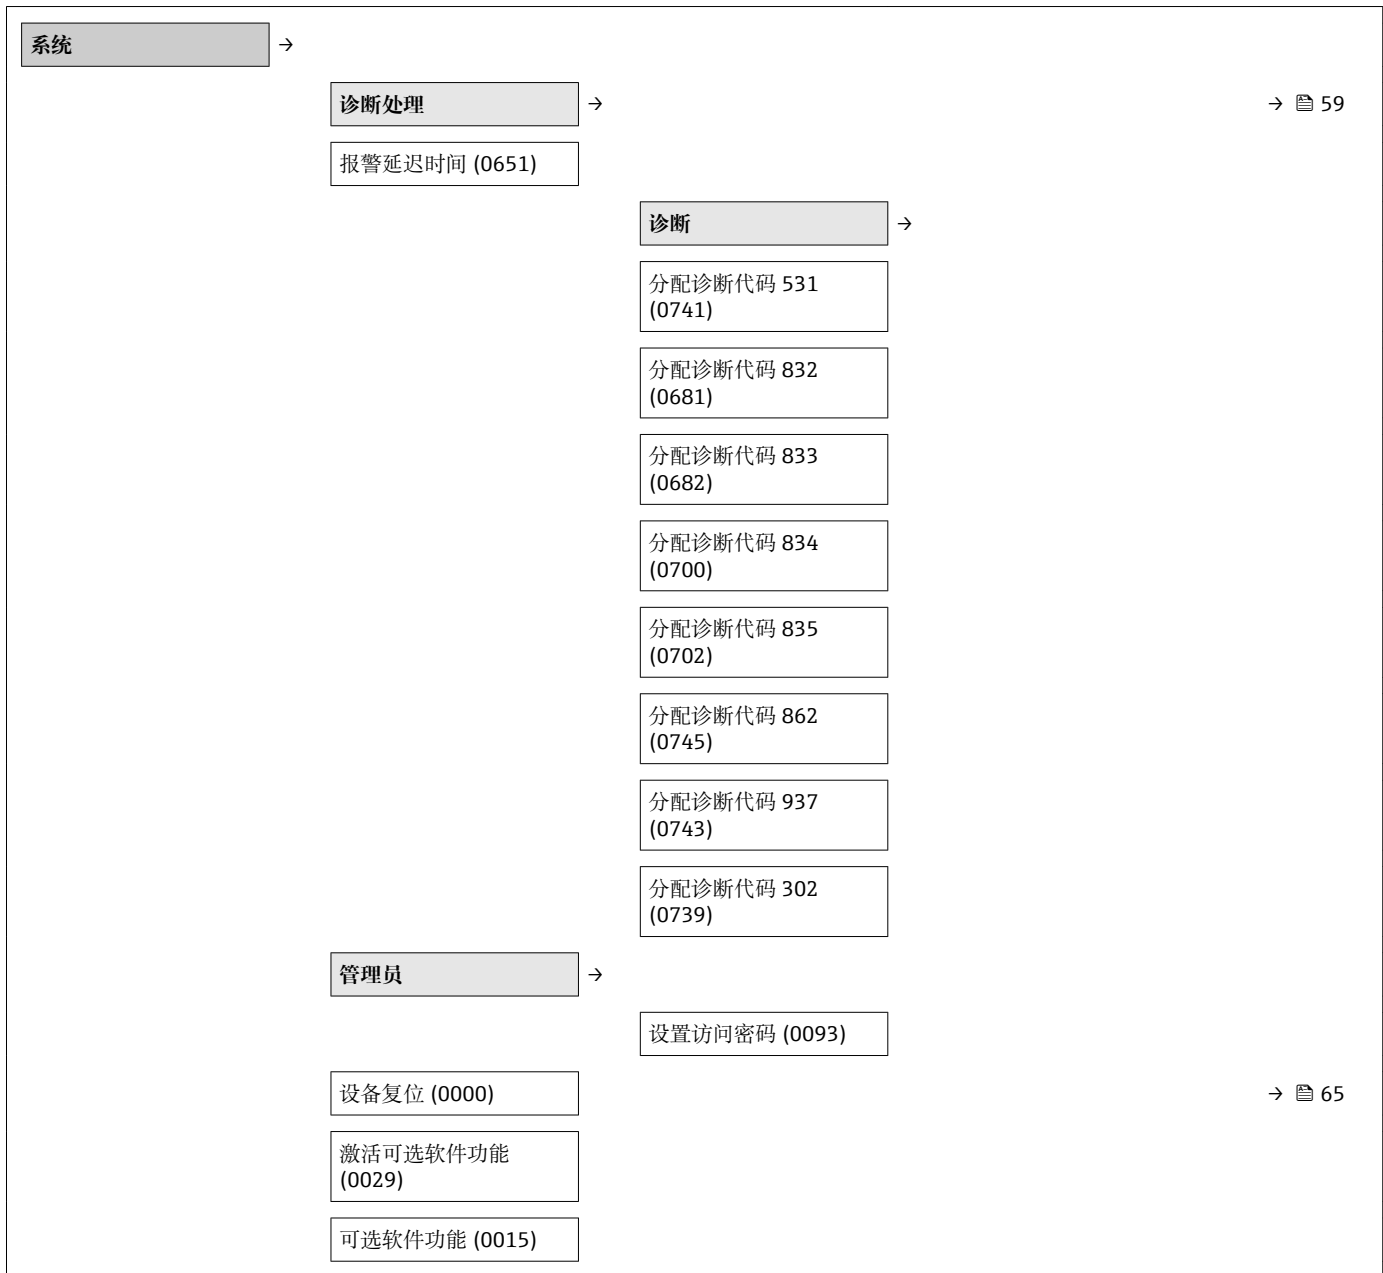 系统 →
诊断处理 → → 59
报警延迟时间 (0651)
诊断 →
分配诊断代码 531
(0741)
分配诊断代码 832
(0681)
分配诊断代码 833
(0682)
分配诊断代码 834
(0700)
分配诊断代码 835
(0702)
分配诊断代码 862
(0745)
分配诊断代码 937
(0743)
分配诊断代码 302
(0739)
管理员 →
设置访问密码 (0093)
设备复位 (0000) → 65
激活可选软件功能
(0029)
可选软件功能 (0015)